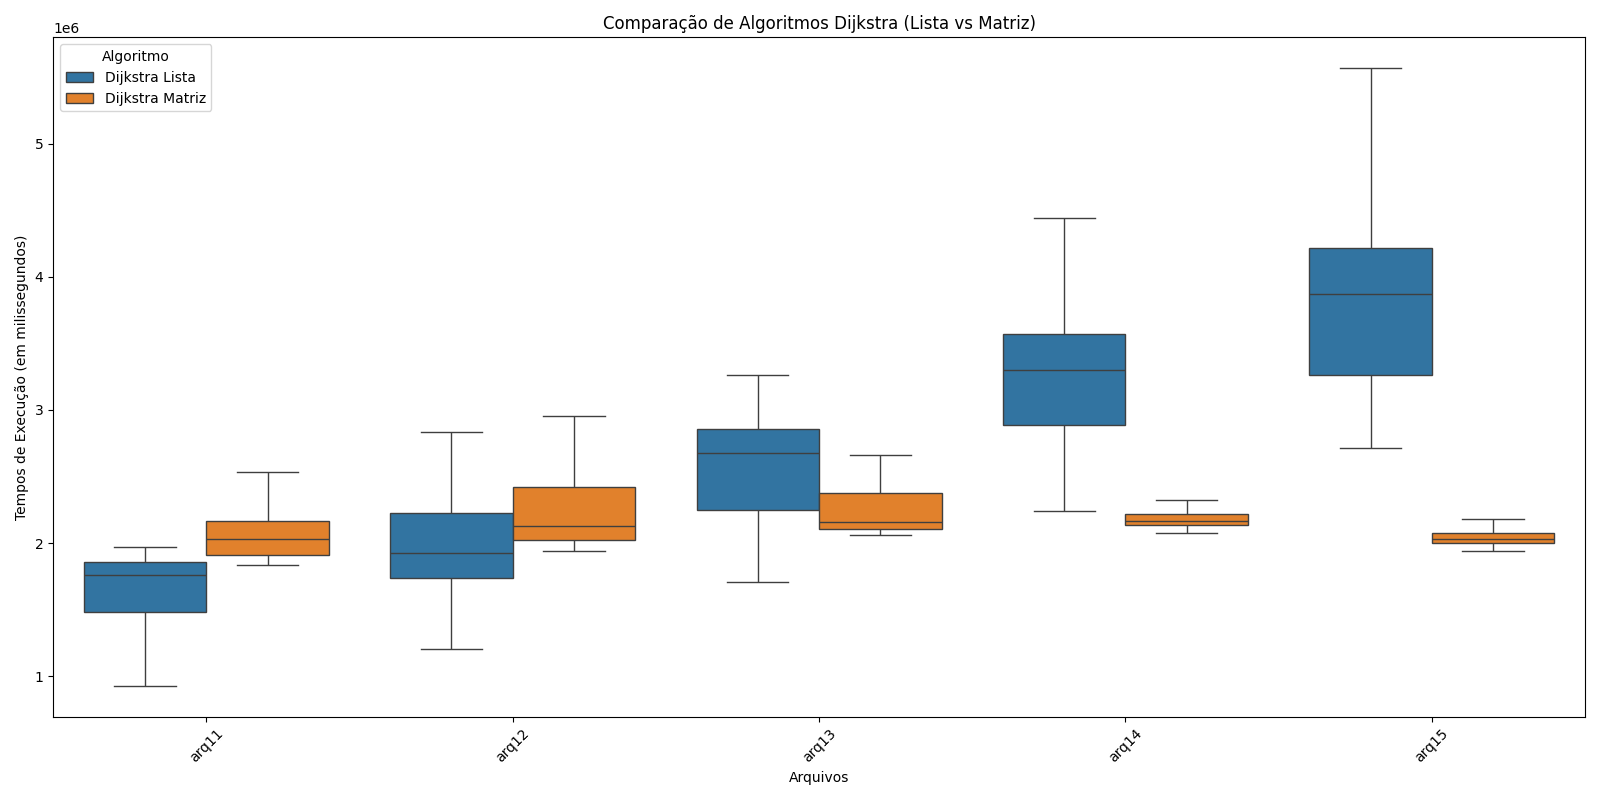 Comparação de Algoritmos Dijkstra (Lista vs Matriz)
1e6
Algoritmo
Dijkstra Lista
Dijkstra Matriz
5
4
3
2
1
Tempos de Execução (em milissegundos)
arq11
arq12
arq13
arq14
arq15
Arquivos